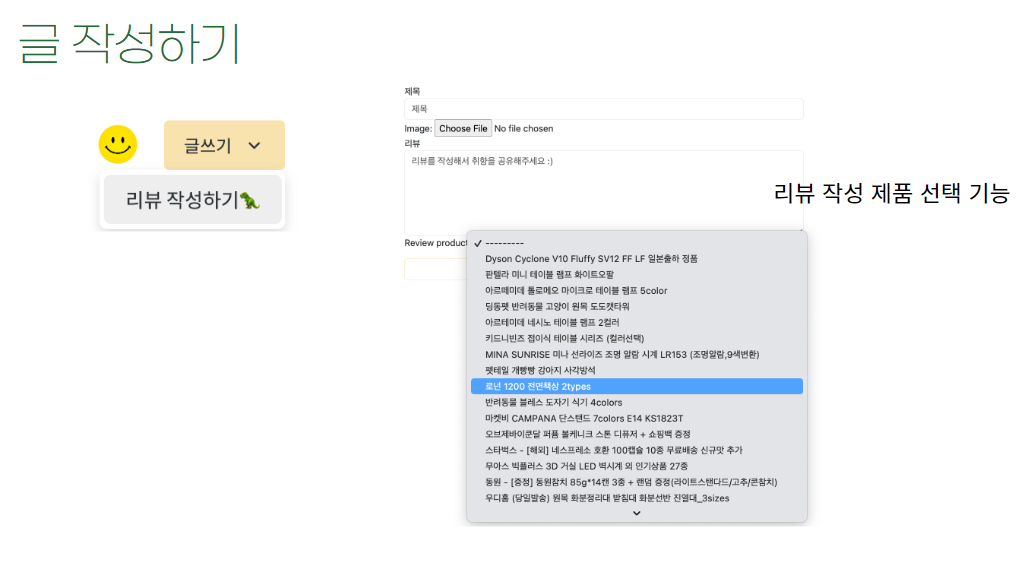 글 작성하기
글쓰기
리뷰 작성하기
제목
제목
Image: Choose File No file chosen
리뷰
리뷰를 작성해서 취향을 공유해주세요 :)
리뷰 작성 제품 선택 기능
Review product
✓ ---------
Dyson Cyclone V10 Fluffy SV12 FF LF 일본출하 정품
판텔라 미니 테이블 램프 화이트오팔
아르떼미데 톨로메오 마이크로 테이블 램프 5color
딩동펫 반려동물 고양이 원목 도도캣타워
아르테미데 네시노 테이블 램프 2컬러
키드니빈즈 접이식 테이블 시리즈 (컬러선택)
MINA SUNRISE 미나 선라이즈 조명 알람 시계 LR153 (조명알람,9색변환)
펫테일 개빵빵 강아지 사각방석
로넌 1200 전면책상 2types
반려동물 블레스 도자기 식기 4colors
마켓비 CAMPANA 단스탠드 7colors E14 KS1823T
오브제바이쿤달 퍼퓸 볼케니크 스톤 디퓨저 + 쇼핑백 증정
스타벅스 - [해외] 네스프레소 호환 100캡슐 10종 무료배송 신규맛 추가
무아스 빅플러스 3D 거실 LED 벽시계 외 인기상품 27종
동원 - [증정] 동원참치 85g*14캔 3종 + 랜덤 증정(라이트스탠다드/고추/콘참치)
우디홈 (당일발송) 원목 화분정리대 받침대 화분선반 진열대_3sizes